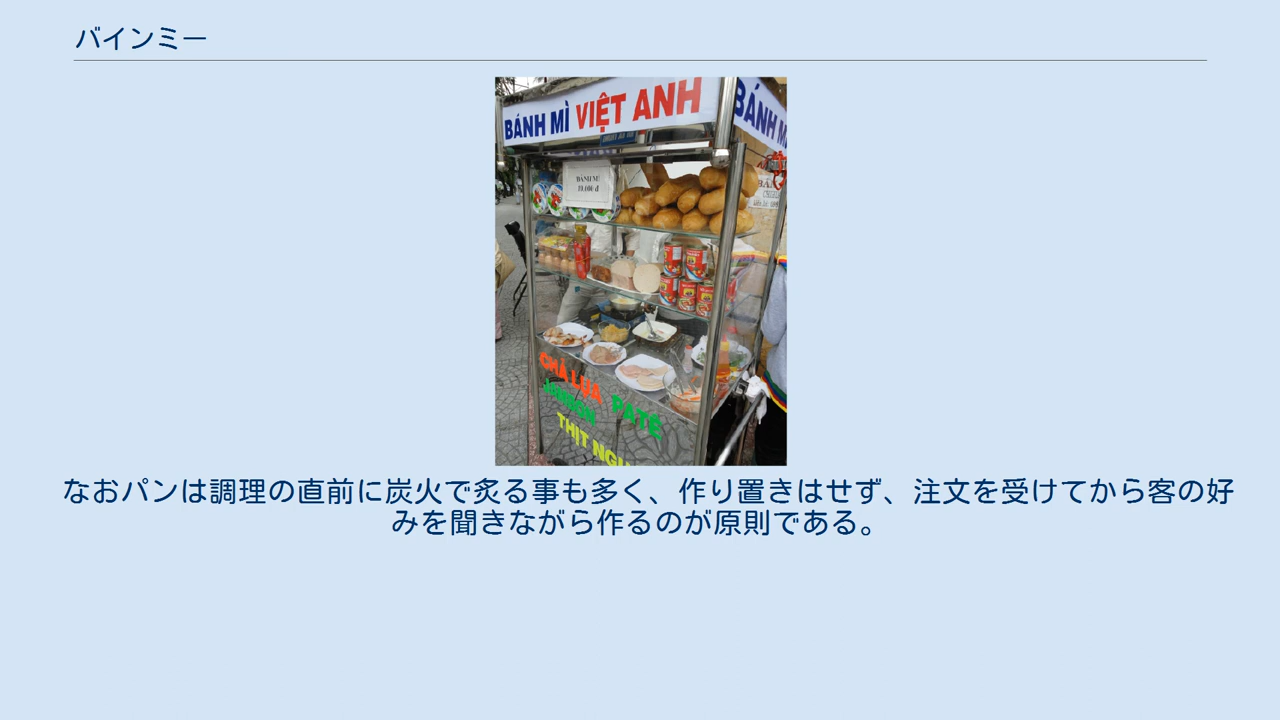 バインミー
BÁNH MÌ VIỆT ANH
BÁNH
BÁNH MÌ
10.000 đ
CHẢ LỤA
JAMBON
PATÊ
THỊT
なおパンは調理の直前に炭火で炙る事も多く、作り置きはせず、注文を受けてから客の好
みを聞きながら作るのが原則である。